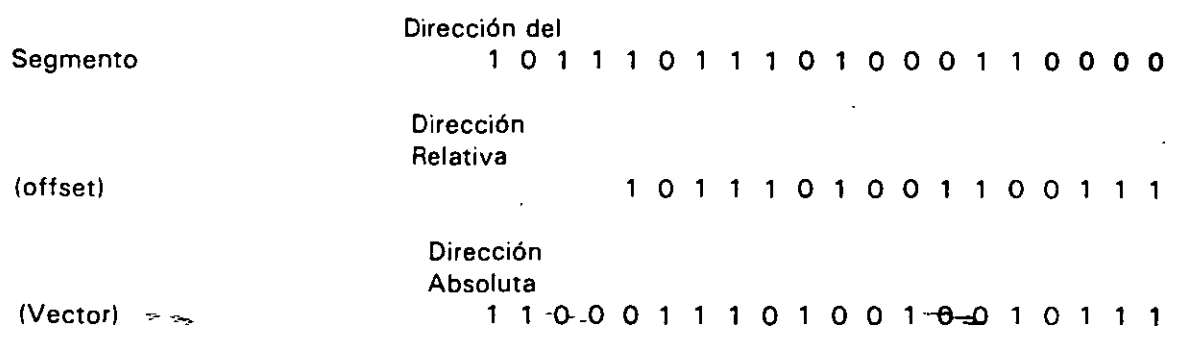 Dirección del
Segmento 1 0 1 1 1 0 1 1 1 0 1 0 0 0 1 1 0 0 0 0
Dirección
Relativa
(offset) 1 0 1 1 1 0 1 0 0 1 1 0 0 1 1 1
Dirección
Absoluta
(Vector) 1 1 0 0 0 1 1 1 0 1 0 0 1 0 0 1 0 1 1 1